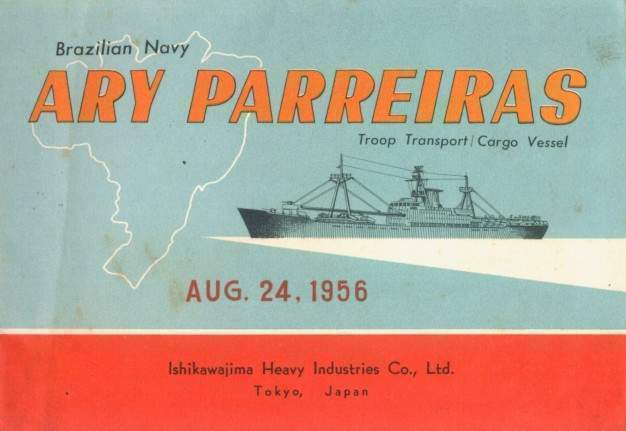 Brazilian Navy
ARY PARREIRAS
Troop Transport/Cargo Vessel
AUG. 24, 1956
Ishikawajima Heavy Industries Co., Ltd.
Tokyo, Japan